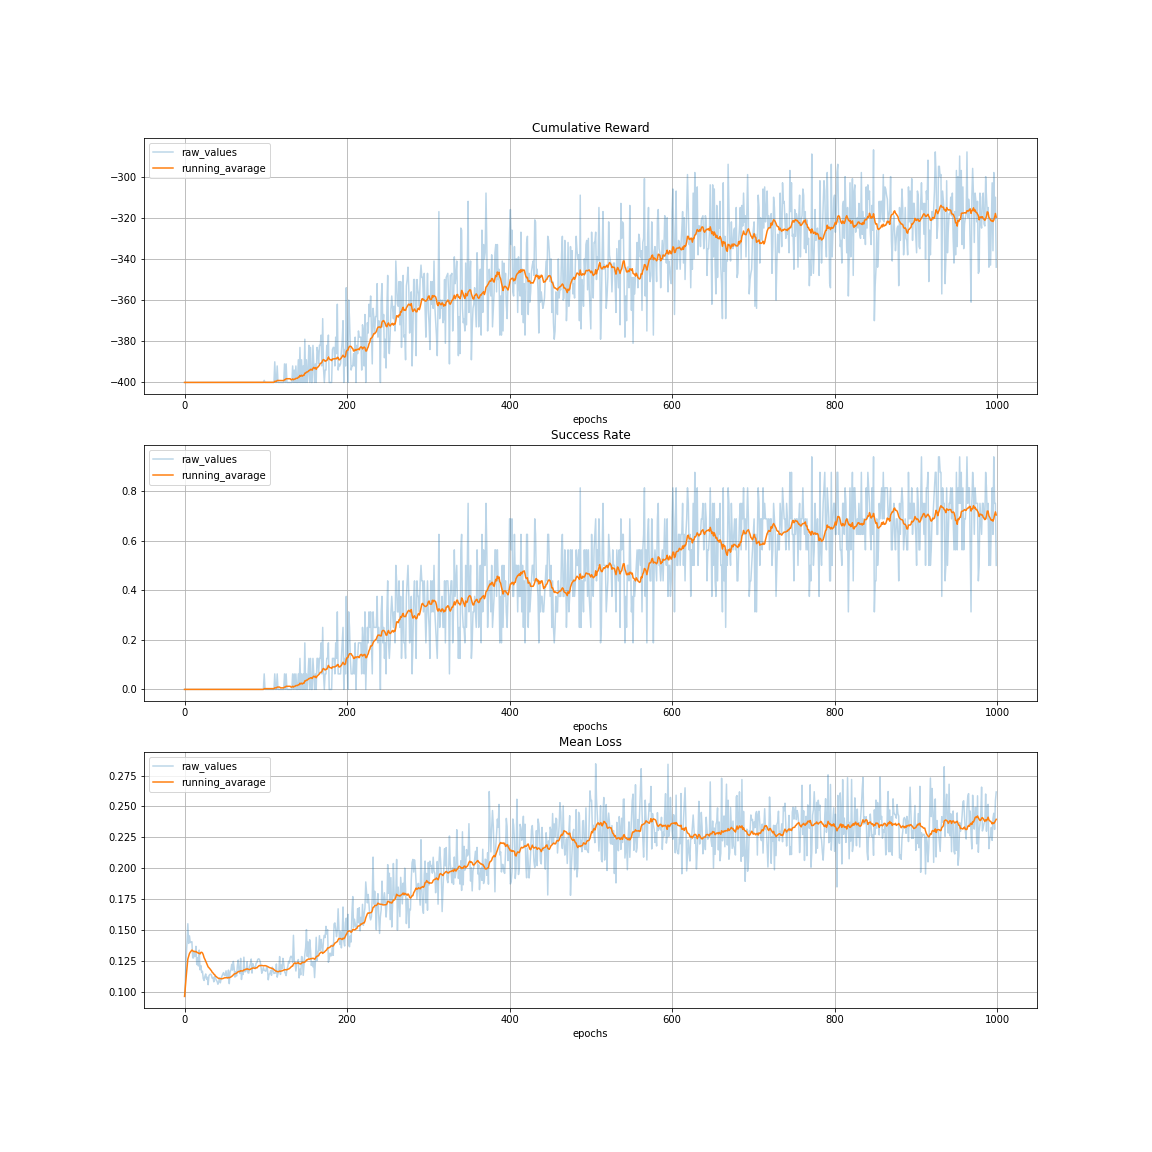 Cumulative Reward
raw_values
running_avarage
−300
−320
−340
−360
−380
−400
0 200 400 600 800 1000
epochs
Success Rate
raw_values
running_avarage
0.8
0.6
0.4
0.2
0.0
0 200 400 600 800 1000
epochs
Mean Loss
raw_values
running_avarage
0.275
0.250
0.225
0.200
0.175
0.150
0.125
0.100
0 200 400 600 800 1000
epochs